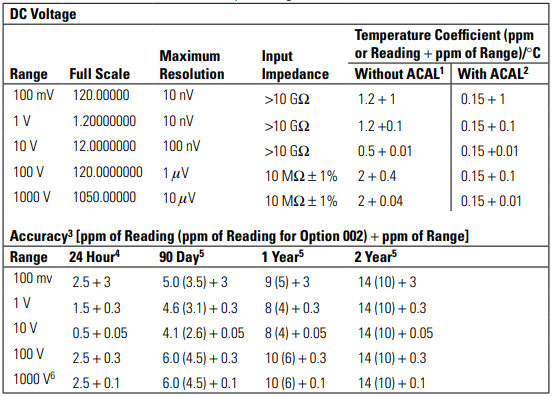 DC Voltage
Temperature Coefficient (ppm
Maximum Input or Reading + ppm of Range)/°C
Range Full Scale Resolution Impedance Without ACAL¹ With ACAL²
100 mV 120.00000 10 nV >10 GΩ 1.2 + 1 0.15 + 1
1 V 1.20000000 10 nV >10 GΩ 1.2 +0.1 0.15 + 0.1
10 V 12.0000000 100 nV >10 GΩ 0.5 + 0.01 0.15 +0.01
100 V 120.0000000 1 μV 10 MΩ ± 1% 2 + 0.4 0.15 + 0.1
1000 V 1050.00000 10 μV 10 MΩ ± 1% 2 + 0.04 0.15 + 0.01
Accuracy³ [ppm of Reading (ppm of Reading for Option 002) + ppm of Range]
Range 24 Hour⁴ 90 Day⁵ 1 Year⁵ 2 Year⁵
100 mv 2.5 + 3 5.0 (3.5) + 3 9 (5) + 3 14 (10) + 3
1 V 1.5 + 0.3 4.6 (3.1) + 0.3 8 (4) + 0.3 14 (10) + 0.3
10 V 0.5 + 0.05 4.1 (2.6) + 0.05 8 (4) + 0.05 14 (10) + 0.05
100 V 2.5 + 0.3 6.0 (4.5) + 0.3 10 (6) + 0.3 14 (10) + 0.3
1000 V⁶ 2.5 + 0.1 6.0 (4.5) + 0.1 10 (6) + 0.1 14 (10) + 0.1